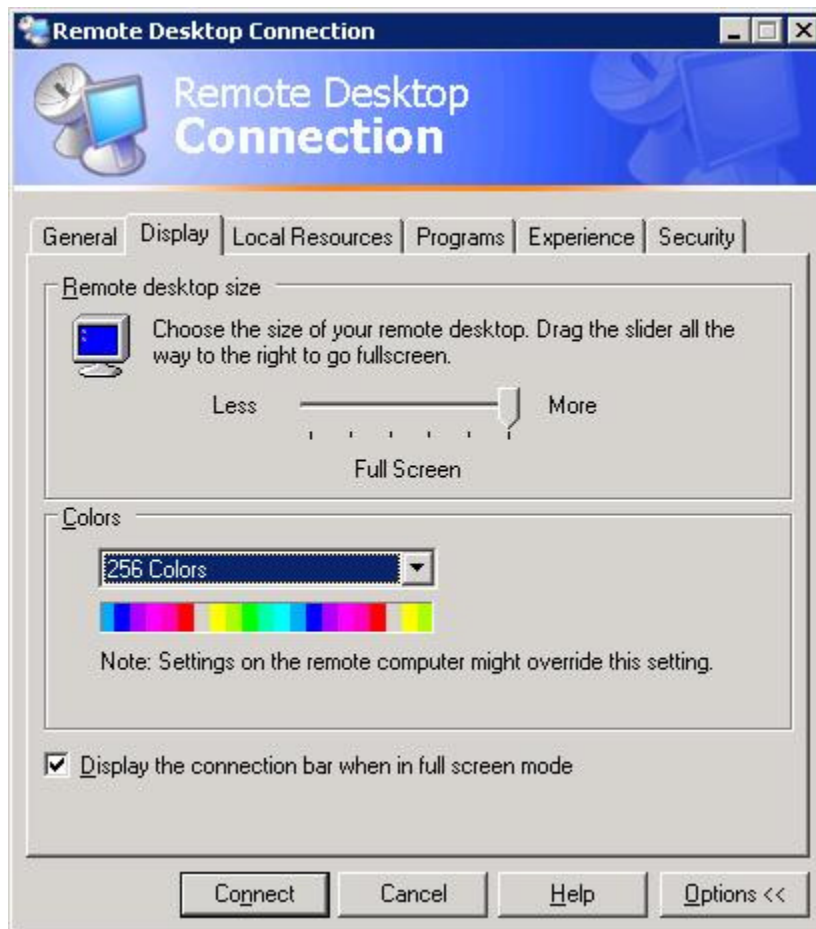 Remote Desktop Connection
Remote Desktop
Connection
General Display Local Resources Programs Experience Security
Remote desktop size
Choose the size of your remote desktop. Drag the slider all the
way to the right to go fullscreen.
Less More
Full Screen
Colors
256 Colors
Note: Settings on the remote computer might override this setting.
Display the connection bar when in full screen mode
Connect Cancel Help Options <<